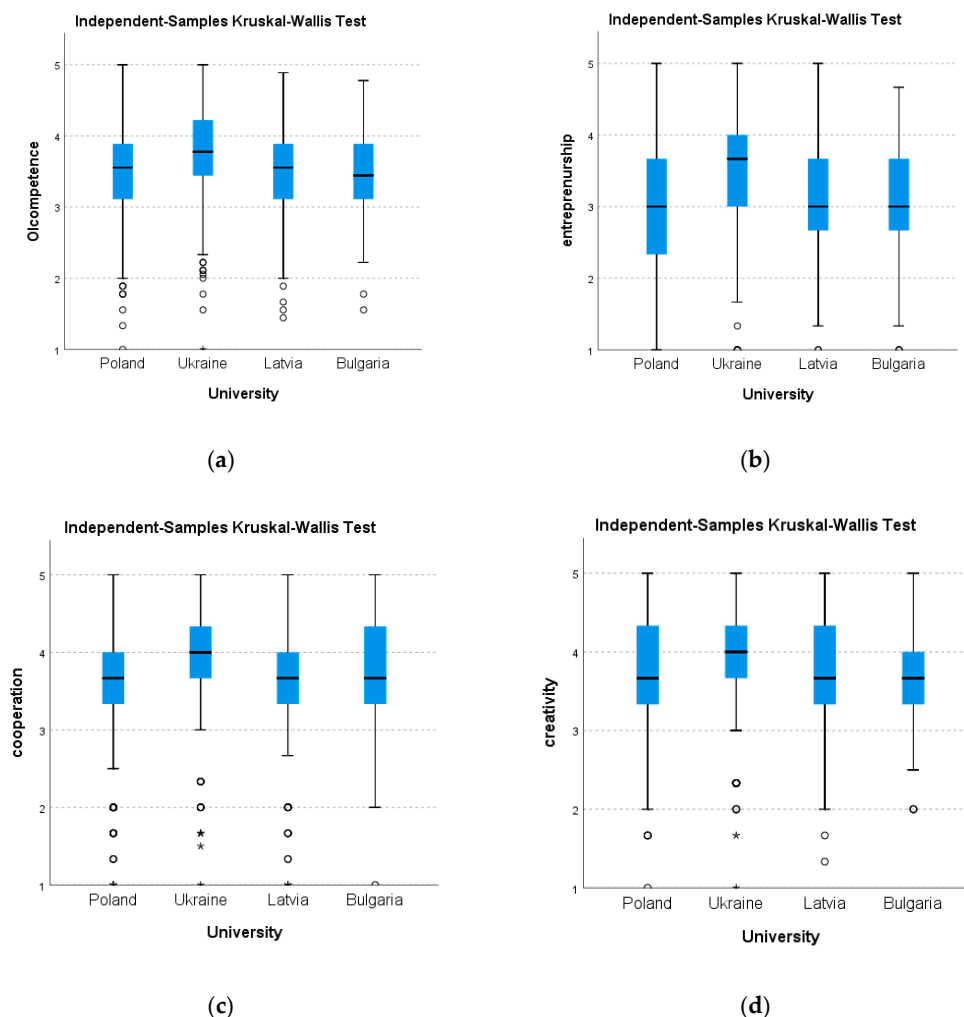 Independent-Samples Kruskal-Wallis Test
OIcompetence
5
4
3
2
1
Poland Ukraine Latvia Bulgaria
University
(a)
Independent-Samples Kruskal-Wallis Test
entreprenurship
5
4
3
2
1
Poland Ukraine Latvia Bulgaria
University
(b)
Independent-Samples Kruskal-Wallis Test
cooperation
5
4
3
2
1
Poland Ukraine Latvia Bulgaria
University
(c)
Independent-Samples Kruskal-Wallis Test
creativity
5
4
3
2
1
Poland Ukraine Latvia Bulgaria
University
(d)